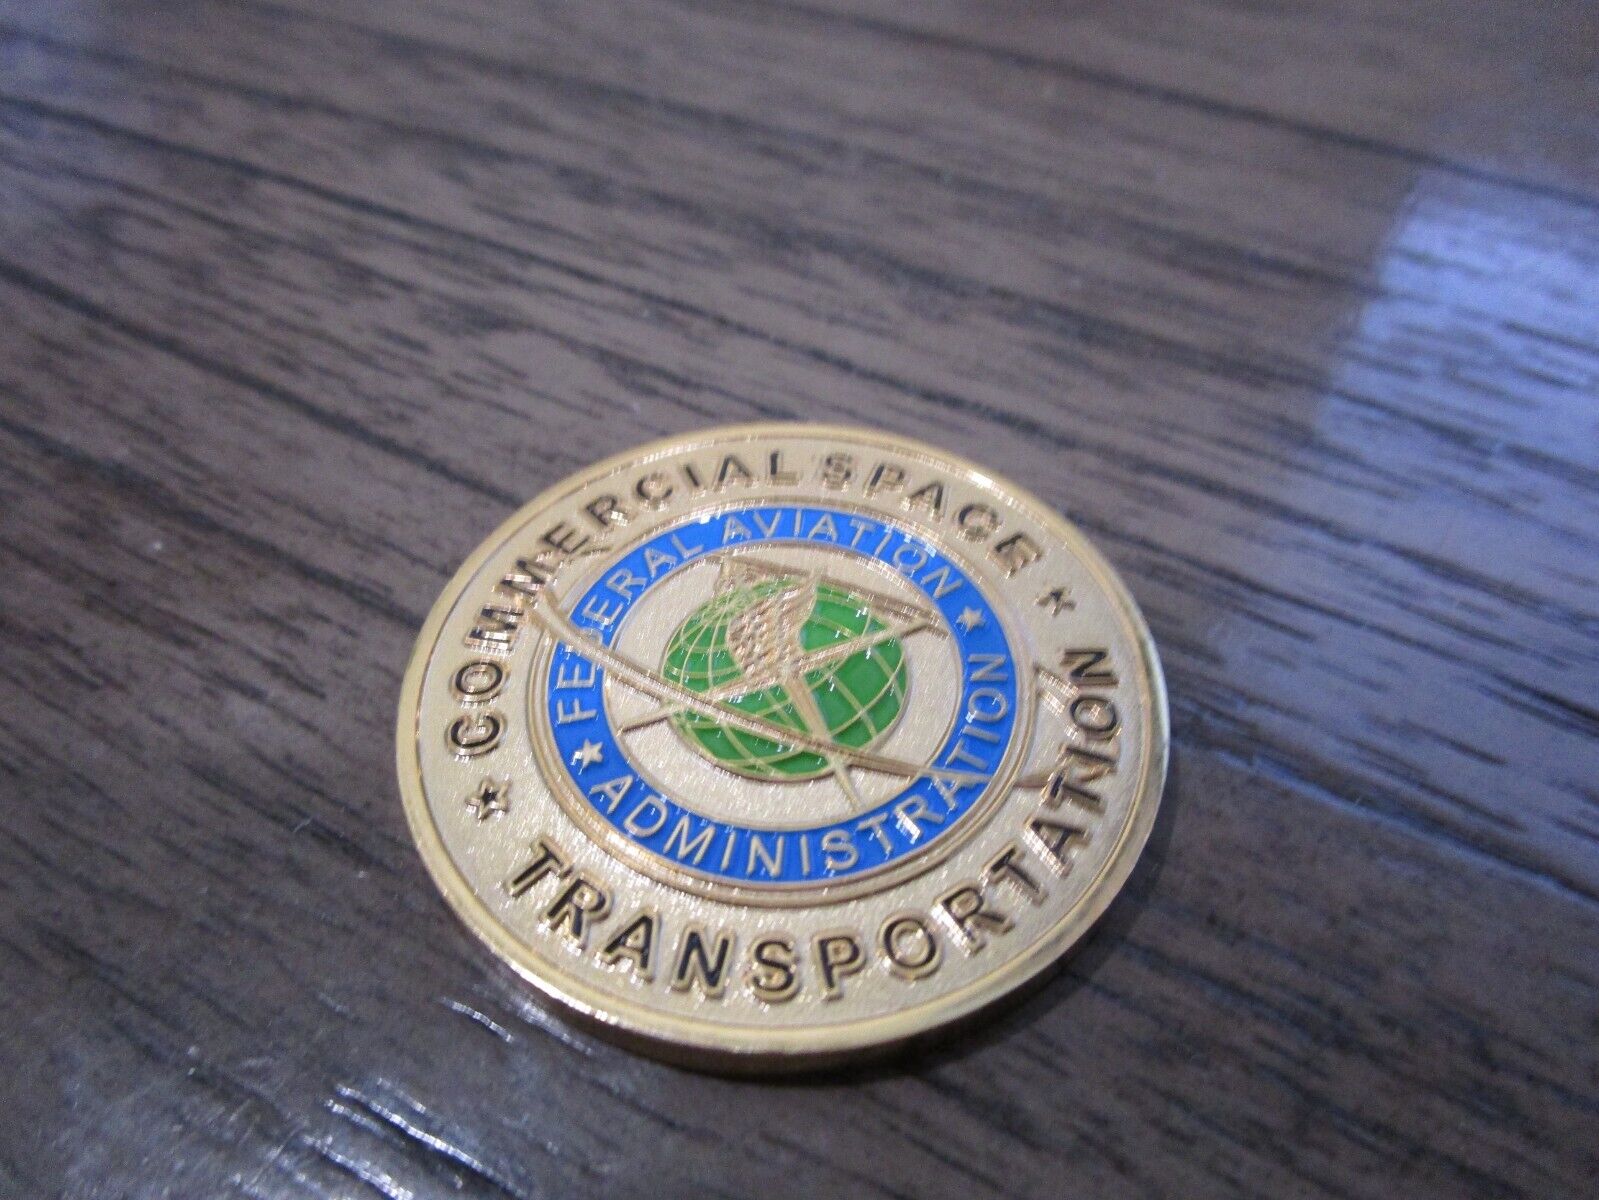 COMMERCIAL SPACE
TRANSPORTATION
FEDERAL AVIATION
ADMINISTRATION